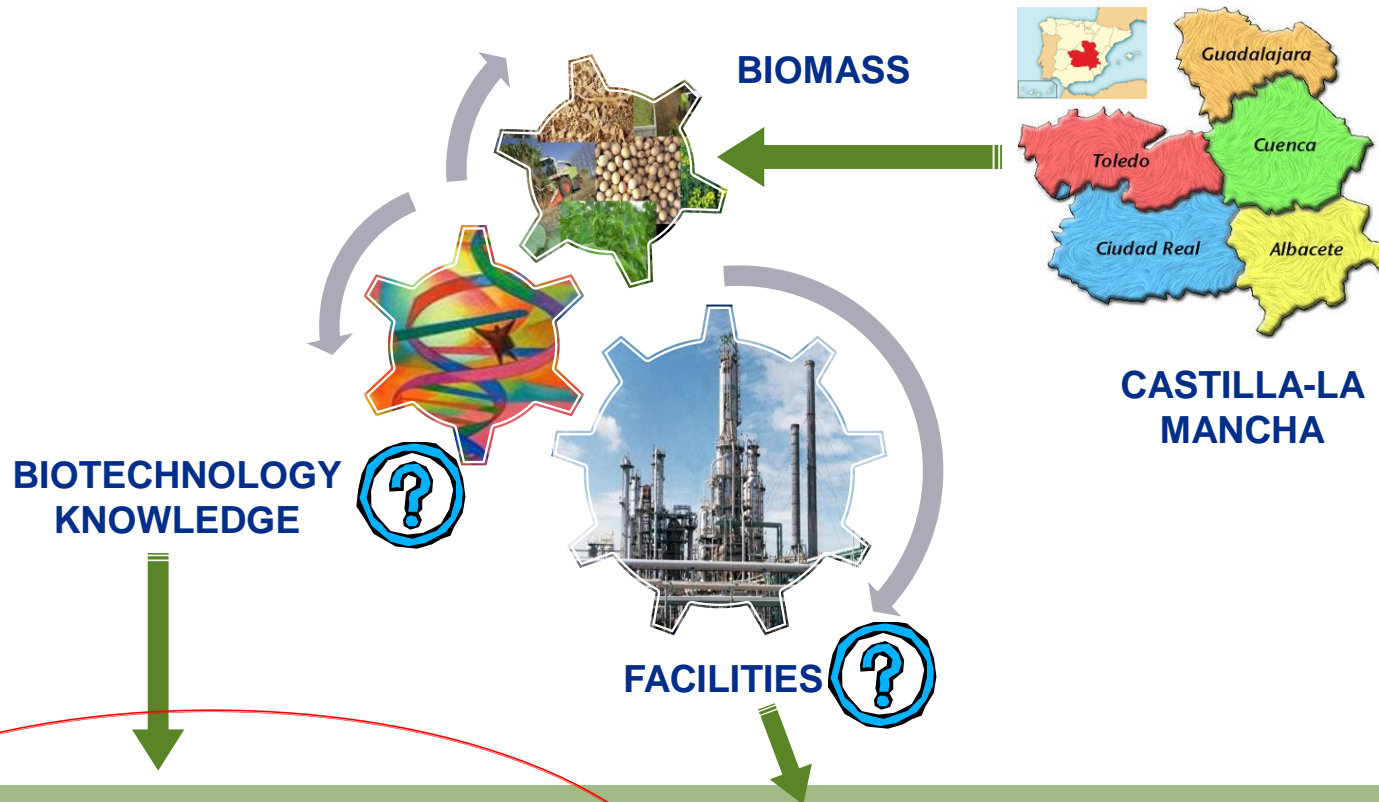 BIOMASS
Guadalajara
Cuenca
Toledo
Ciudad Real
Albacete
CASTILLA-LA
MANCHA
BIOTECHNOLOGY
KNOWLEDGE
?
FACILITIES
?